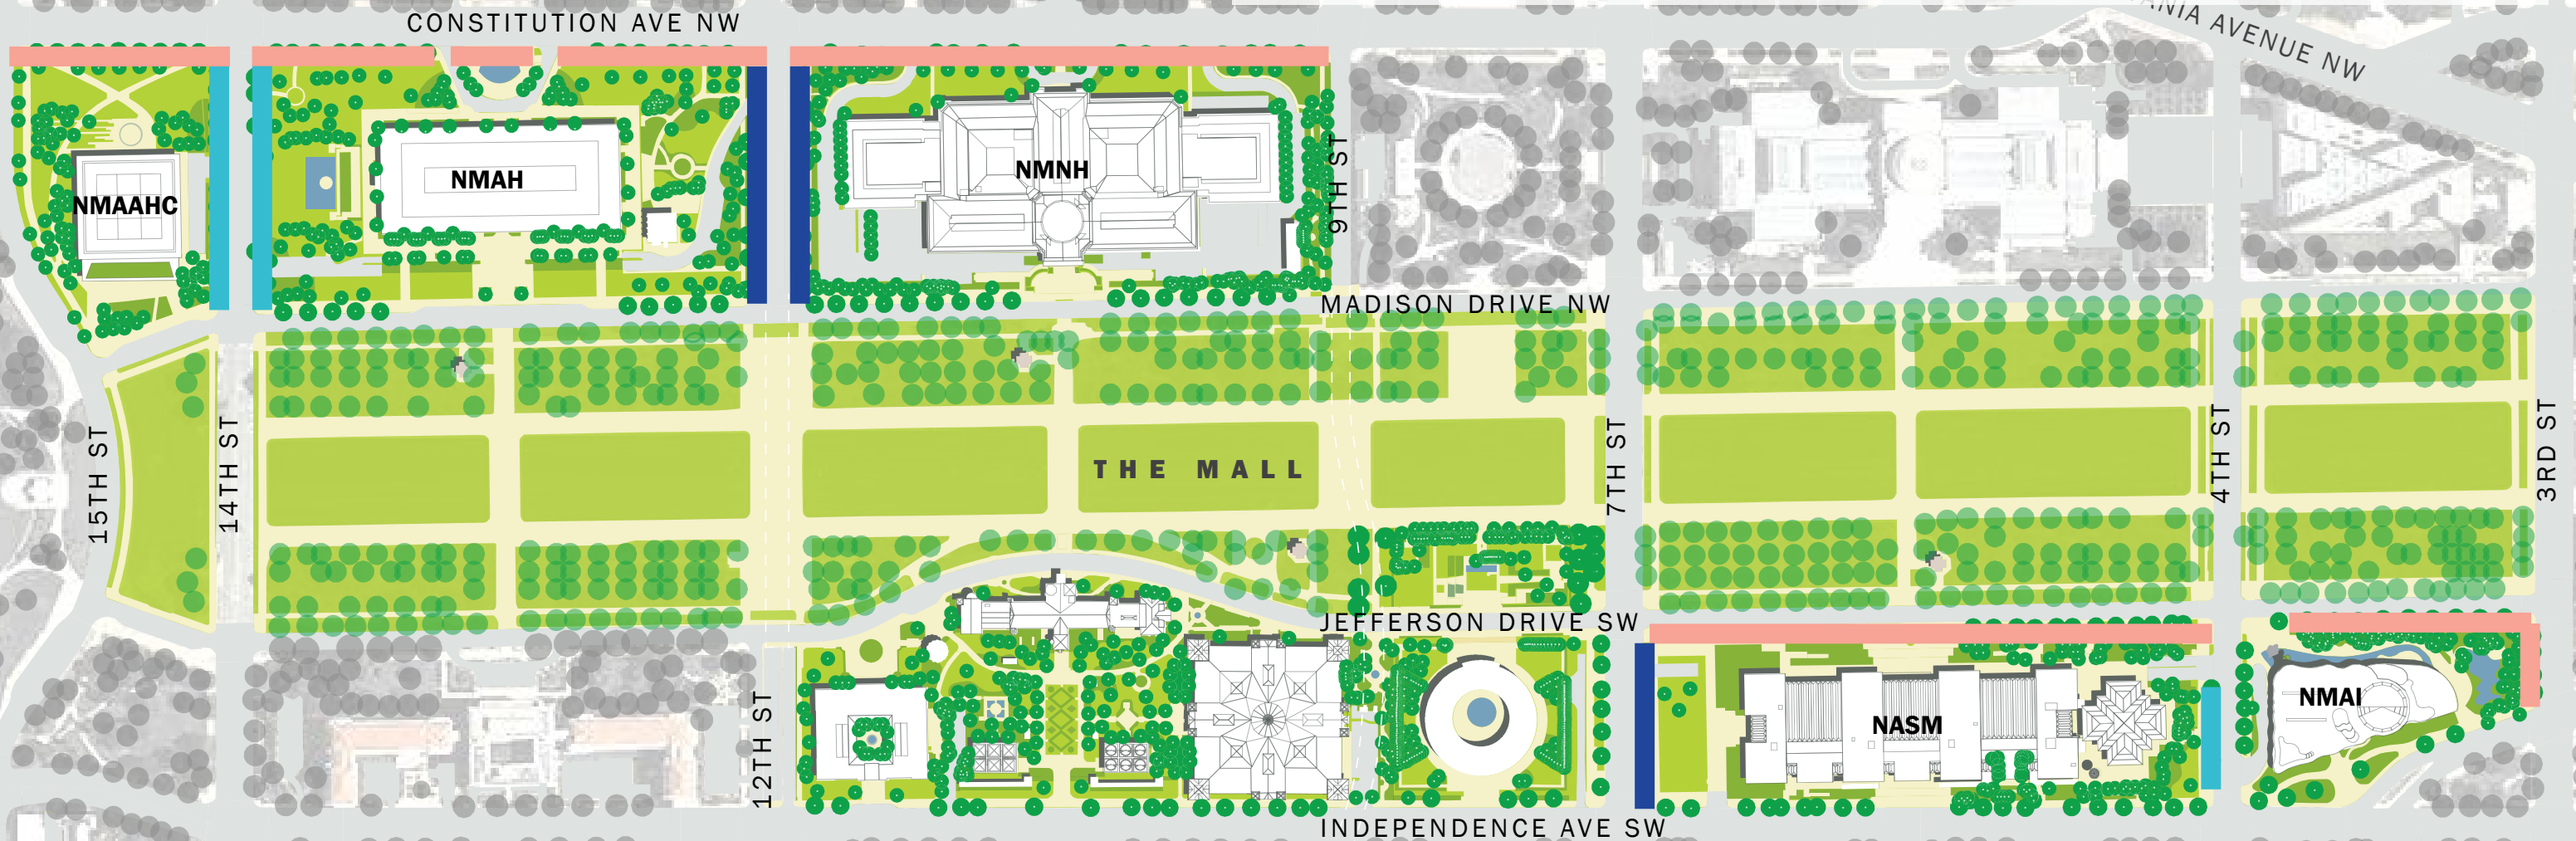 CONSTITUTION AVE NW
ANIA AVENUE NW
NMAAHC
NMAH
NMNH
9TH ST
MADISON DRIVE NW
15TH ST
14TH ST
THE MALL
7TH ST
4TH ST
3RD ST
JEFFERSON DRIVE SW
12TH ST
NASM
NMAI
INDEPENDENCE AVE SW